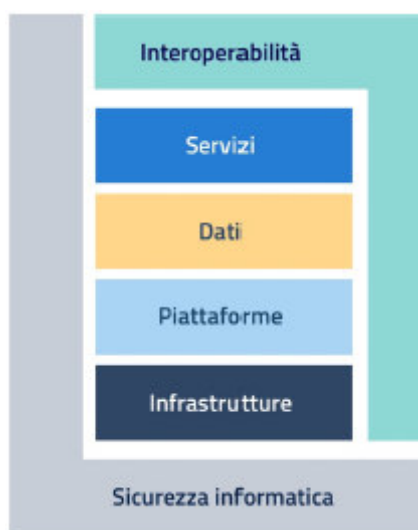 Interoperabilità
Servizi
Dati
Piattaforme
Infrastrutture
Sicurezza informatica